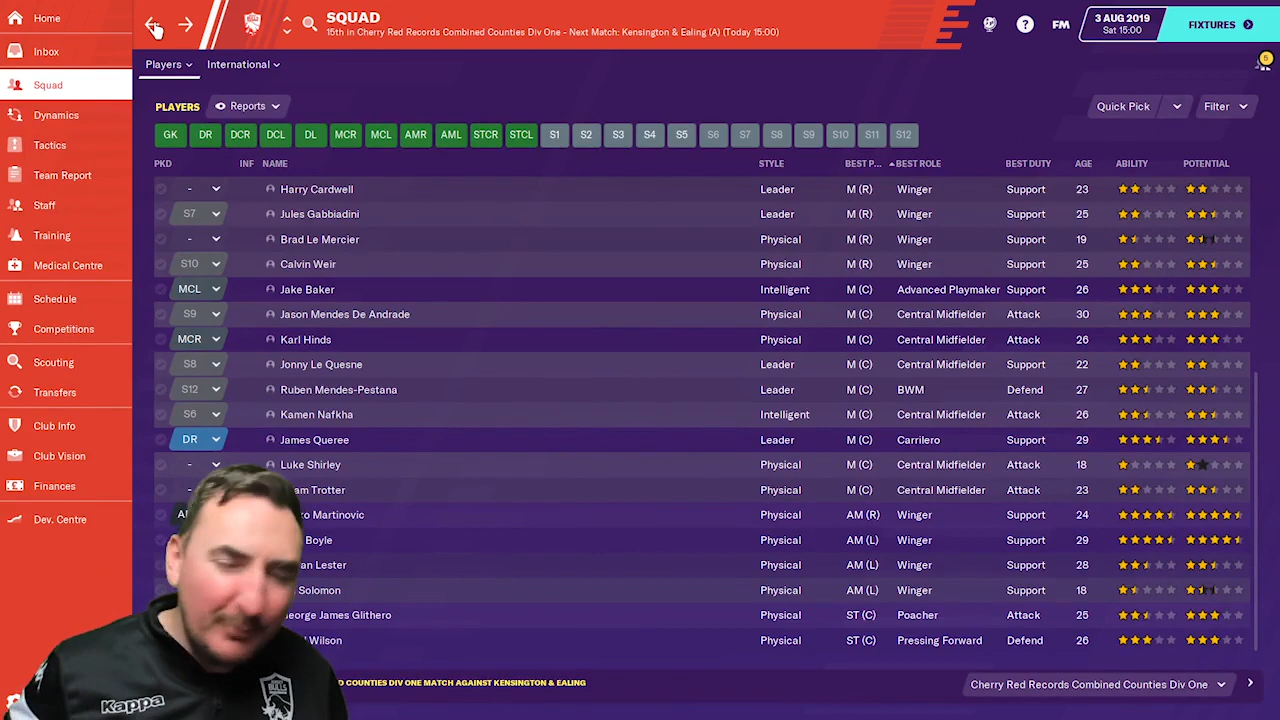 Home
Inbox
Squad
Dynamics
Tactics
Team Report
Staff
Training
Medical Centre
Schedule
Competitions
Scouting
Transfers
Club Info
Club Vision
Finances
Dev. Centre
SQUAD
15th in Cherry Red Records Combined Counties Div One - Next Match: Kensington & Ealing (A) (Today 15:00)
? FM 3 AUG 2019
Sat 15:00
FIXTURES
Players International
5
PLAYERS Reports Quick Pick Filter
GK DR DCR DCL DL MCR MCL AMR AML STCR STCL S1 S2 S3 S4 S5 S6 S7 S8 S9 S10 S11 S12
PKD INF NAME STYLE BEST P... BEST ROLE BEST DUTY AGE ABILITY POTENTIAL
- Harry Cardwell Leader M (R) Winger Support 23
S7 Jules Gabbiadini Leader M (R) Winger Support 25
- Brad Le Mercier Physical M (R) Winger Support 19
S10 Calvin Weir Physical M (R) Winger Support 25
MCL Jake Baker Intelligent M (C) Advanced Playmaker Support 26
S9 Jason Mendes De Andrade Physical M (C) Central Midfielder Attack 30
MCR Karl Hinds Physical M (C) Central Midfielder Attack 26
S8 Jonny Le Quesne Leader M (C) Central Midfielder Support 22
S12 Ruben Mendes-Pestana Leader M (C) BWM Defend 27
S6 Kamen Nafkha Intelligent M (C) Central Midfielder Attack 26
DR James Queree Leader M (C) Carrilero Support 29
- Luke Shirley Physical M (C) Central Midfielder Attack 18
Trotter Physical M (C) Central Midfielder Attack 23
Martinovic Physical AM (R) Winger Support 24
Boyle Physical AM (L) Winger Support 29
Lester Physical AM (L) Winger Support 28
Solomon Physical AM (L) Winger Support 18
George James Glithero Physical ST (C) Poacher Attack 25
Wilson Physical ST (C) Pressing Forward Defend 26
COUNTIES DIV ONE MATCH AGAINST KENSINGTON & EALING
Cherry Red Records Combined Counties Div One
Kappa
BULLS